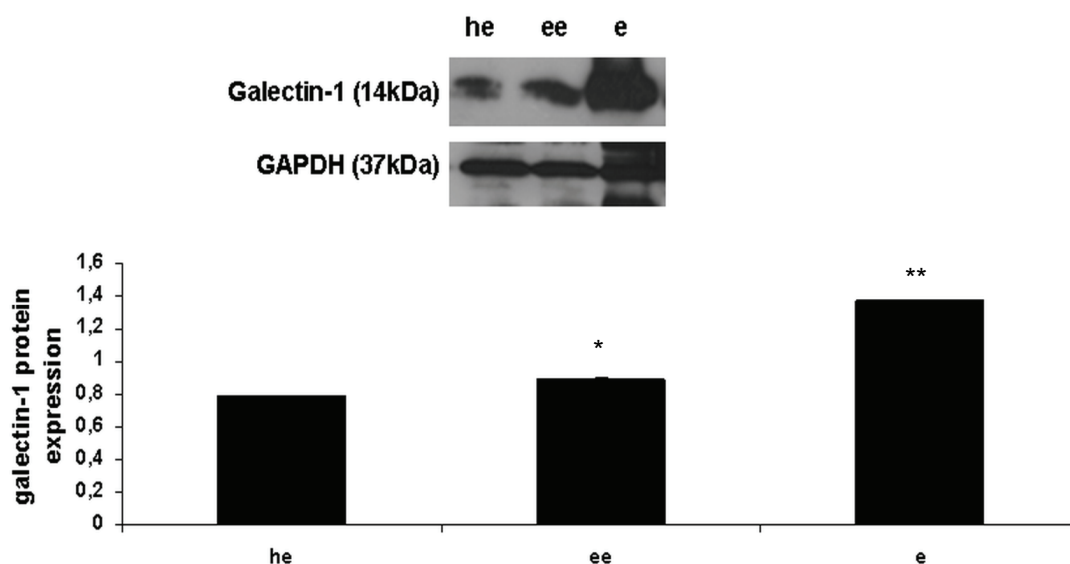 he ee e
Galectin-1 (14kDa)
GAPDH (37kDa)
galectin-1 protein
expression
1,6
1,4
1,2
1
0,8
0,6
0,4
0,2
0
*
**
he ee e